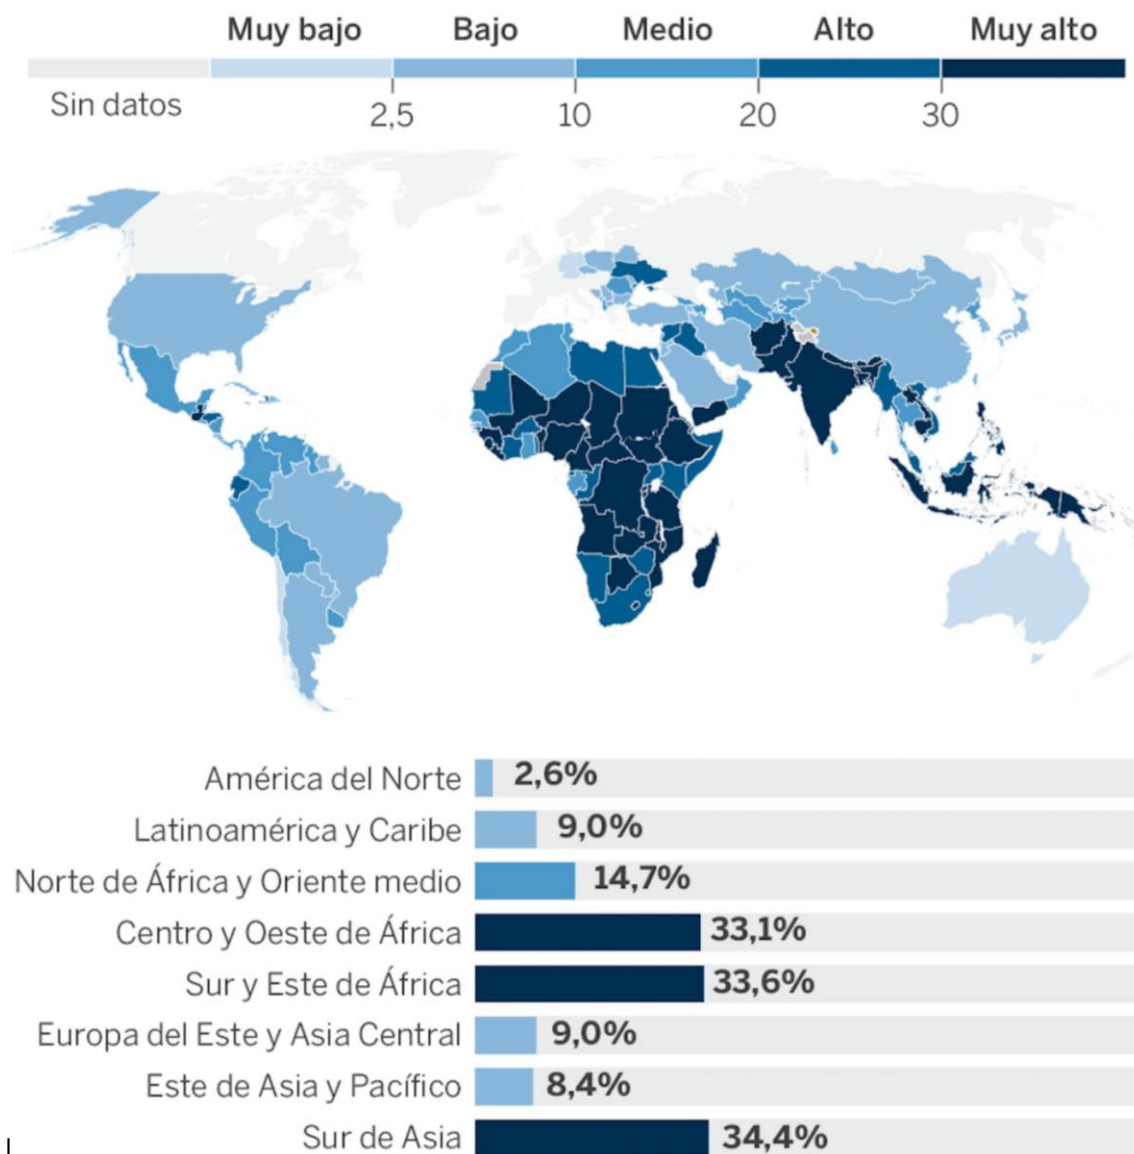 Muy bajo Bajo Medio Alto Muy alto
Sin datos 2,5 10 20 30
América del Norte 2,6%
Latinoamérica y Caribe 9,0%
Norte de África y Oriente medio 14,7%
Centro y Oeste de África 33,1%
Sur y Este de África 33,6%
Europa del Este y Asia Central 9,0%
Este de Asia y Pacífico 8,4%
Sur de Asia 34,4%